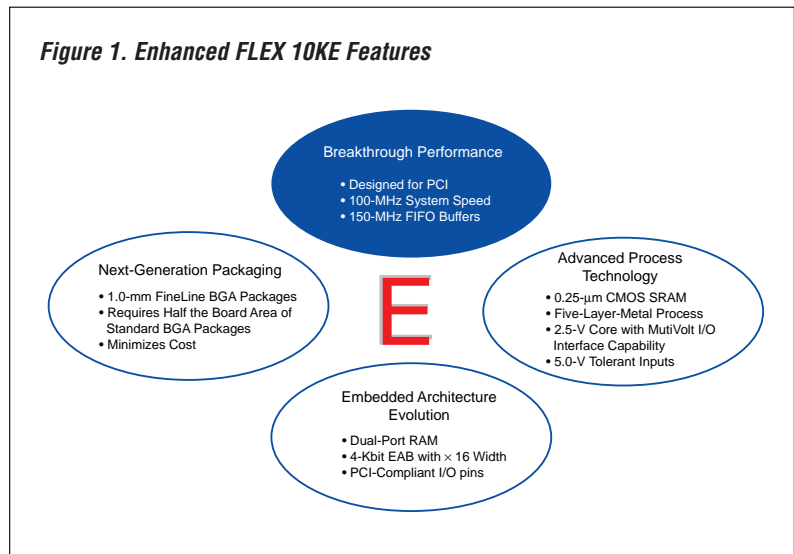 Figure 1. Enhanced FLEX 10KE Features
Breakthrough Performance
• Designed for PCI
• 100-MHz System Speed
• 150-MHz FIFO Buffers
Next-Generation Packaging
• 1.0-mm FineLine BGA Packages
• Requires Half the Board Area of
Standard BGA Packages
• Minimizes Cost
E
Advanced Process
Technology
• 0.25-µm CMOS SRAM
• Five-Layer-Metal Process
• 2.5-V Core with MutiVolt I/O
Interface Capability
• 5.0-V Tolerant Inputs
Embedded Architecture
Evolution
• Dual-Port RAM
• 4-Kbit EAB with × 16 Width
• PCI-Compliant I/O pins